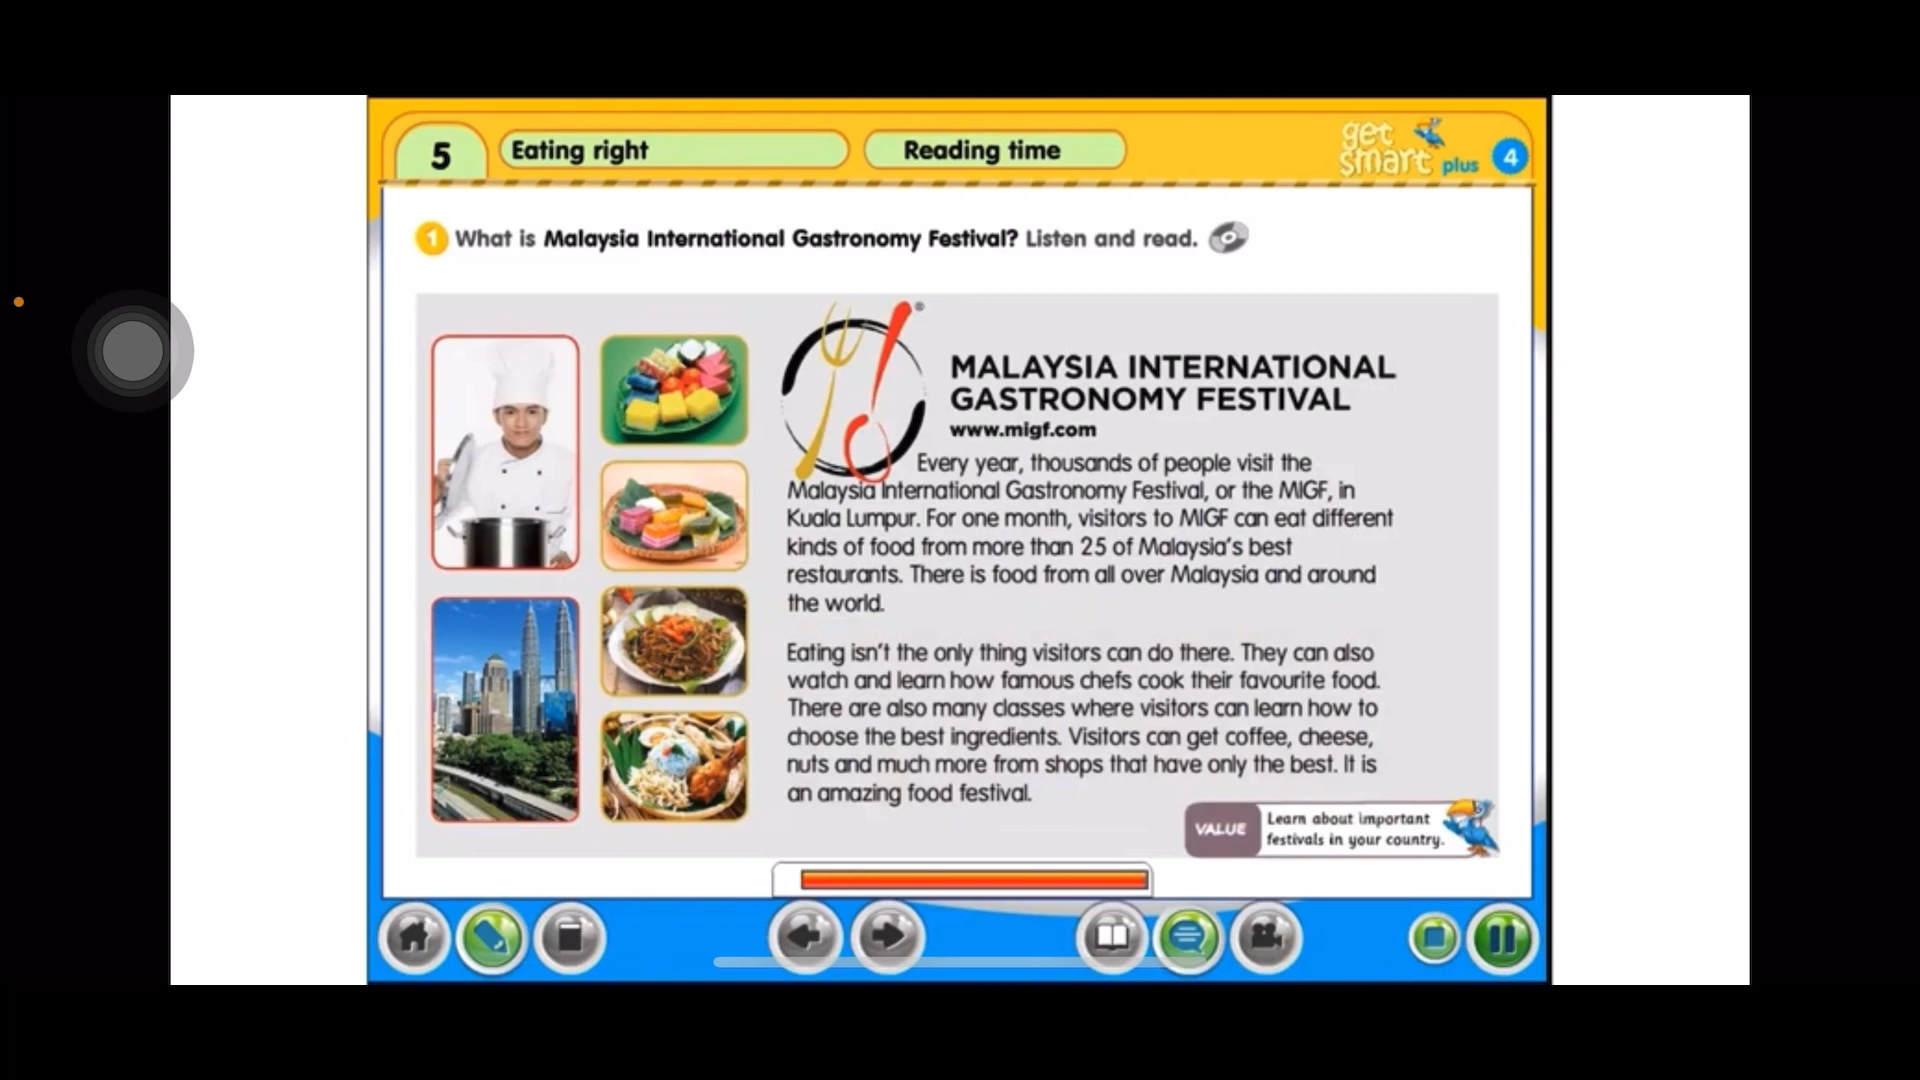 5
Eating right
Reading time
get
smart plus 4
1 What is Malaysia International Gastronomy Festival? Listen and read.
®
MALAYSIA INTERNATIONAL
GASTRONOMY FESTIVAL
www.migf.com
Every year, thousands of people visit the
Malaysia International Gastronomy Festival, or the MIGF, in
Kuala Lumpur. For one month, visitors to MIGF can eat different
kinds of food from more than 25 of Malaysia's best
restaurants. There is food from all over Malaysia and around
the world.
Eating isn't the only thing visitors can do there. They can also
watch and learn how famous chefs cook their favourite food.
There are also many classes where visitors can learn how to
choose the best ingredients. Visitors can get coffee, cheese,
nuts and much more from shops that have only the best. It is
an amazing food festival.
VALUE
Learn about important
festivals in your country.